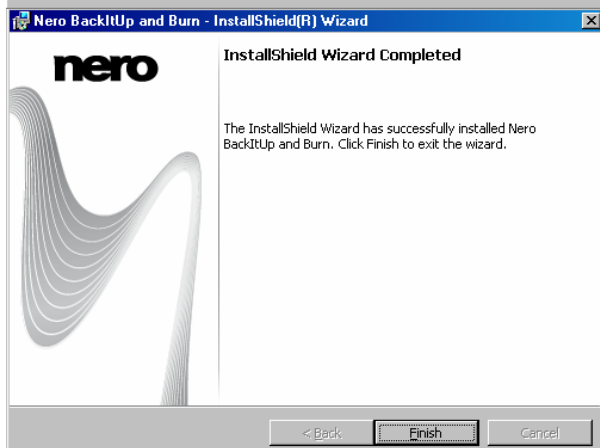 Nero BackItUp and Burn - InstallShield(R) Wizard
nero
InstallShield Wizard Completed
The InstallShield Wizard has successfully installed Nero
BackItUp and Burn. Click Finish to exit the wizard.
< Back
Finish
Cancel